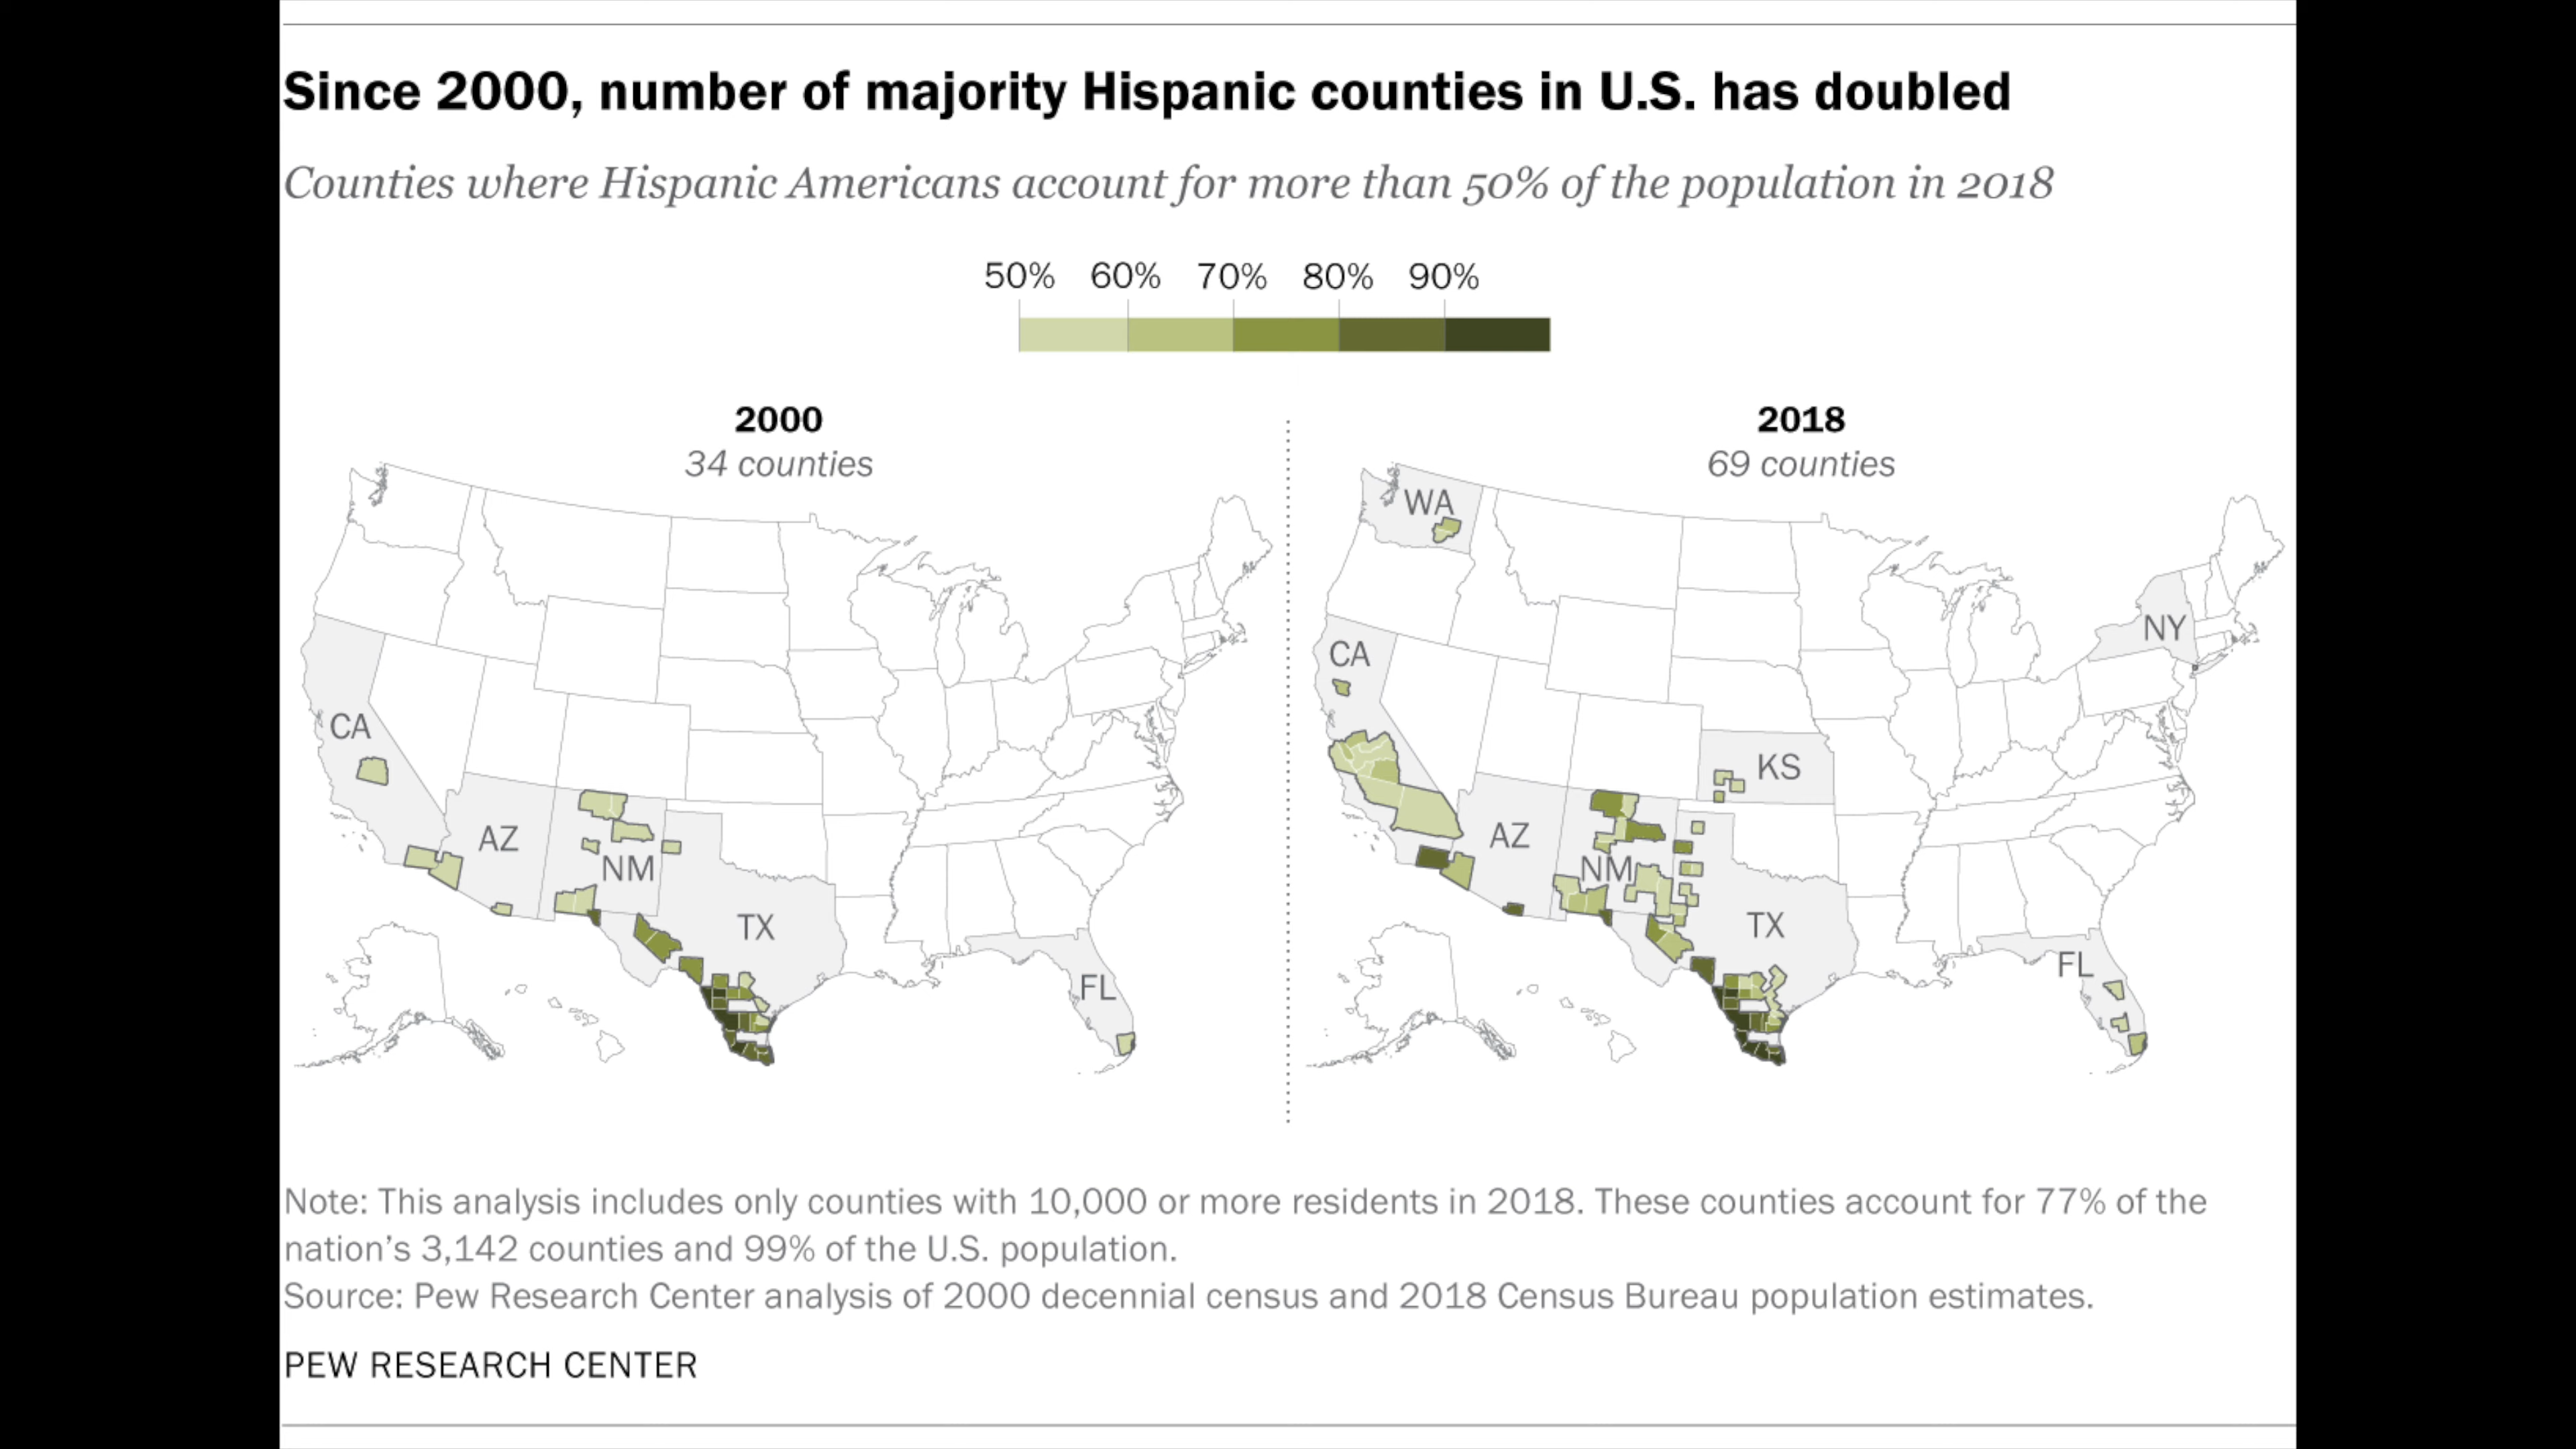 Since 2000, number of majority Hispanic counties in U.S. has doubled
Counties where Hispanic Americans account for more than 50% of the population in 2018
50% 60% 70% 80% 90%
2000
34 counties
CA
AZ
NM
TX
FL
2018
69 counties
WA
NY
CA
KS
AZ
NM
TX
FL
Note: This analysis includes only counties with 10,000 or more residents in 2018. These counties account for 77% of the
nation’s 3,142 counties and 99% of the U.S. population.
Source: Pew Research Center analysis of 2000 decennial census and 2018 Census Bureau population estimates.
PEW RESEARCH CENTER